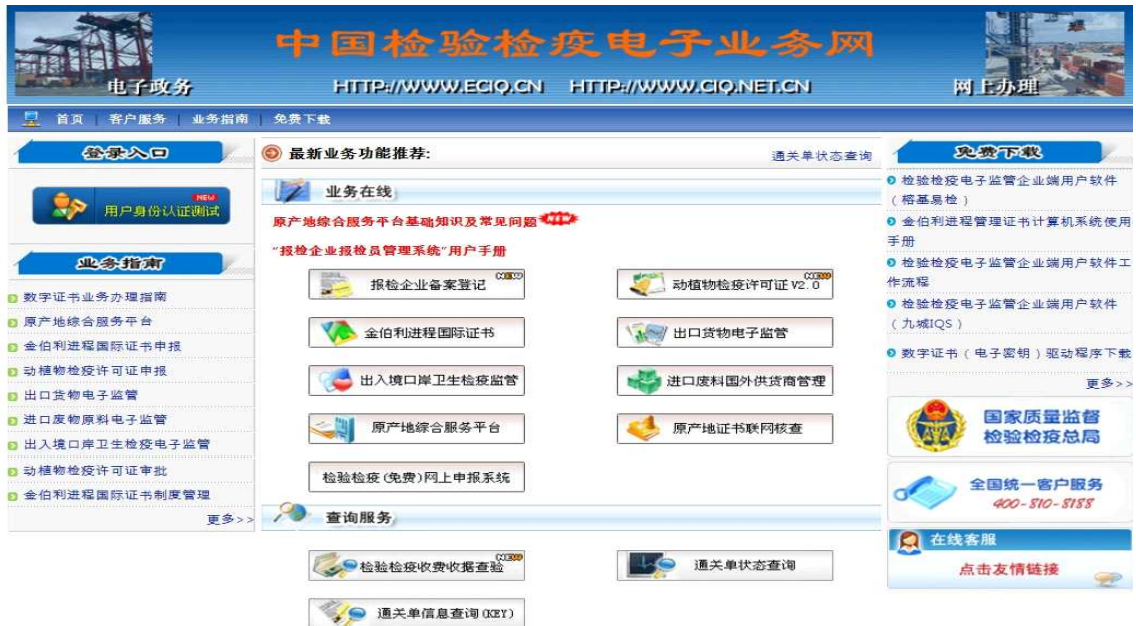 中国检验检疫电子业务网
电子政务
HTTP://WWW.ECIQ.CN HTTP://WWW.CIQ.NET.CN
网上办理
首页 | 客户服务 | 业务指南 | 免费下载
登录入口
NEW
用户身份认证测试
业务指南
数字证书业务办理指南
原产地综合服务平台
金伯利进程国际证书申报
动植物检疫许可证申报
出口货物电子监管
进口废物原料电子监管
出入境口岸卫生检疫电子监管
动植物检疫许可证审批
金伯利进程国际证书制度管理
更多>>
最新业务功能推荐:
通关单状态查询
业务在线
原产地综合服务平台基础知识及常见问题
“报检企业报检员管理系统”用户手册
报检企业备案登记 NEW
动植物检疫许可证 V2.0 NEW
金伯利进程国际证书
出口货物电子监管
出入境口岸卫生检疫监管
进口废料国外供货商管理
原产地综合服务平台
原产地证书联网核查
检验检疫(免费)网上申报系统
查询服务
检验检疫收费收据查验 NEW
通关单状态查询
通关单信息查询(KEY)
免费下载
检验检疫电子监管企业端用户软件
(榕基易检)
金伯利进程管理证书计算机系统使用
手册
检验检疫电子监管企业端用户软件工
作流程
检验检疫电子监管企业端用户软件
(九城IQS)
数字证书(电子密钥)驱动程序下载
更多>>
国家质量监督
检验检疫总局
全国统一客户服务
400-810-8188
在线客服
点击友情链接